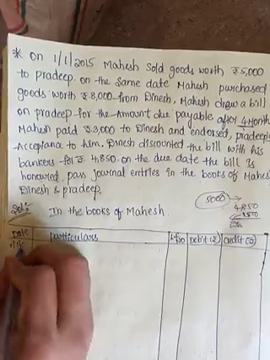 * On 1/1/2015 Mahesh Sold goods worth ₹5,000
to pradeep. on the Same date Mahesh purchased
goods worth ₹ 8,000 from Dinesh, Mahesh draw a bill
on pradeep for the Amount due payable after 4 Month
Mahesh paid ₹ 3,000 to Dinesh and endorsed, pradeep's
Acceptance to him, Dinesh discounted the bill with his
bankers for ₹ 4,850 on the due date the bill is
honoured. pass journal entries in the books of Mahesh
Dinesh & pradeep.
5000
4,850
150
Sol:- In the books of Mahesh
Date particulars L.f.no Debit (₹) Credit (₹)